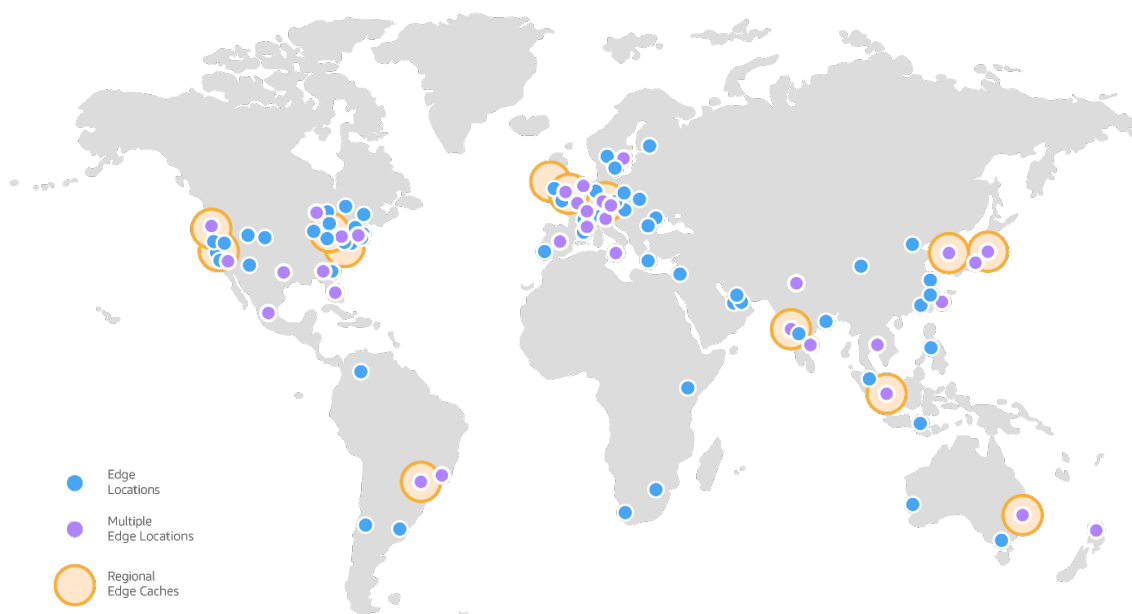 Edge
Locations
Multiple
Edge Locations
Regional
Edge Caches